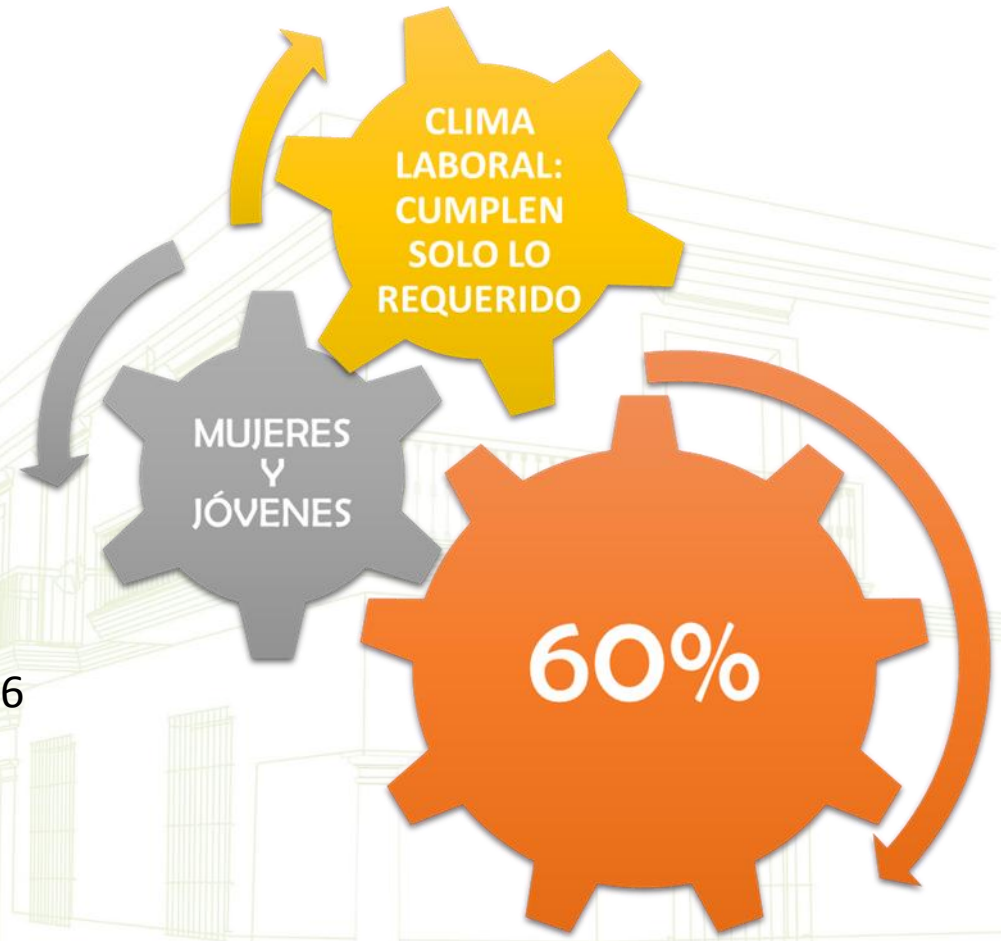 CLIMA
LABORAL:
CUMPLEN
SOLO LO
REQUERIDO
MUJERES
Y
JÓVENES
60%
6